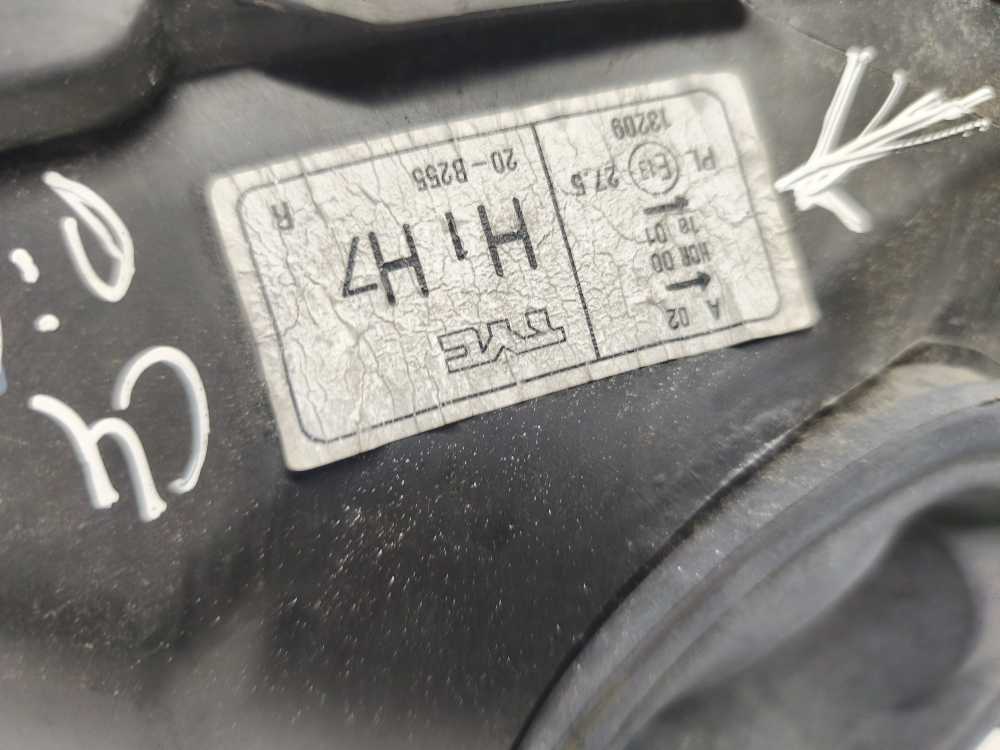 TYC
H1 H7
20-B255
R
A 02
HCR 00
1a 01
E13 27.5
PL
13209